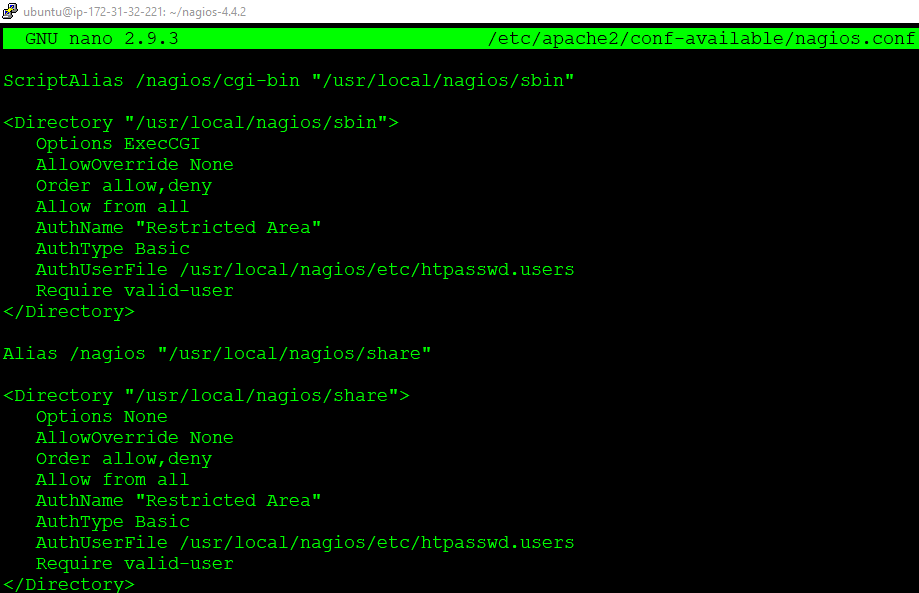 ubuntu@ip-172-31-32-221: ~/nagios-4.4.2
GNU nano 2.9.3 /etc/apache2/conf-available/nagios.conf
ScriptAlias /nagios/cgi-bin "/usr/local/nagios/sbin"
<Directory "/usr/local/nagios/sbin">
   Options ExecCGI
   AllowOverride None
   Order allow,deny
   Allow from all
   AuthName "Restricted Area"
   AuthType Basic
   AuthUserFile /usr/local/nagios/etc/htpasswd.users
   Require valid-user
</Directory>
Alias /nagios "/usr/local/nagios/share"
<Directory "/usr/local/nagios/share">
   Options None
   AllowOverride None
   Order allow,deny
   Allow from all
   AuthName "Restricted Area"
   AuthType Basic
   AuthUserFile /usr/local/nagios/etc/htpasswd.users
   Require valid-user
</Directory>